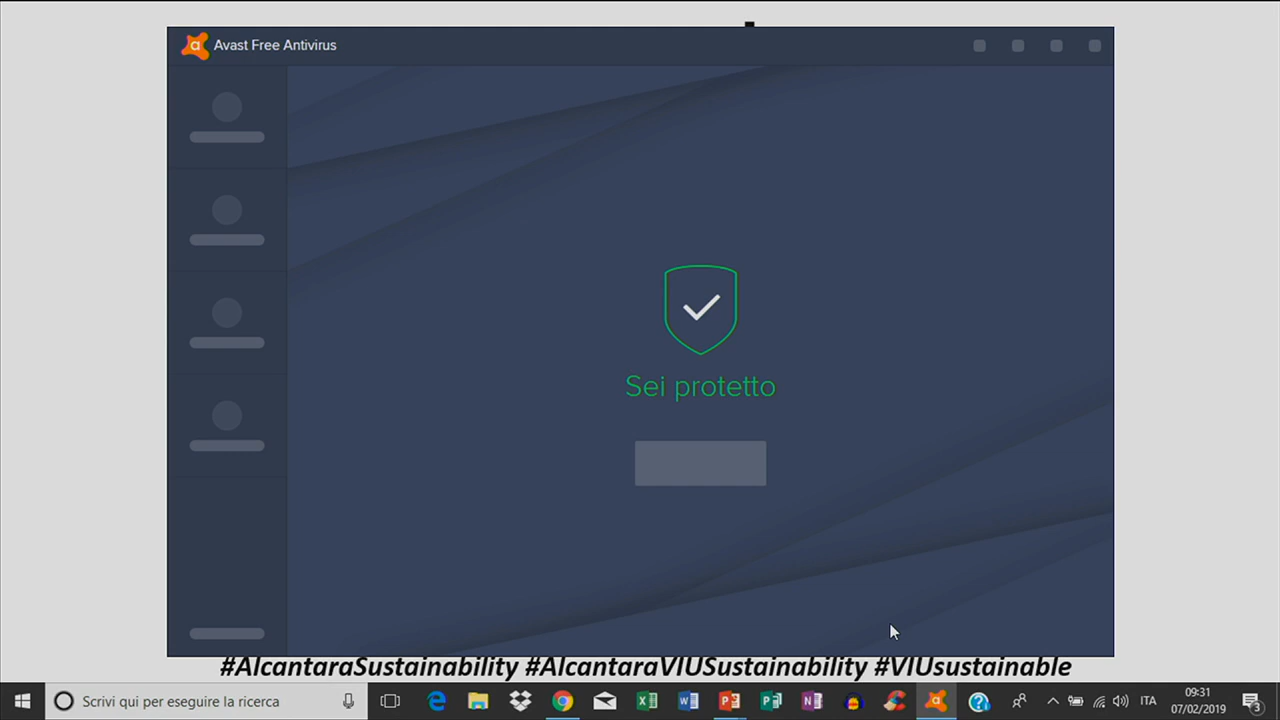 Avast Free Antivirus
Sei protetto
#AlcantaraSustainability #AlcantaraVIUSustainability #VIUsustainable
Scrivi qui per eseguire la ricerca
ITA
09:31
07/02/2019
3